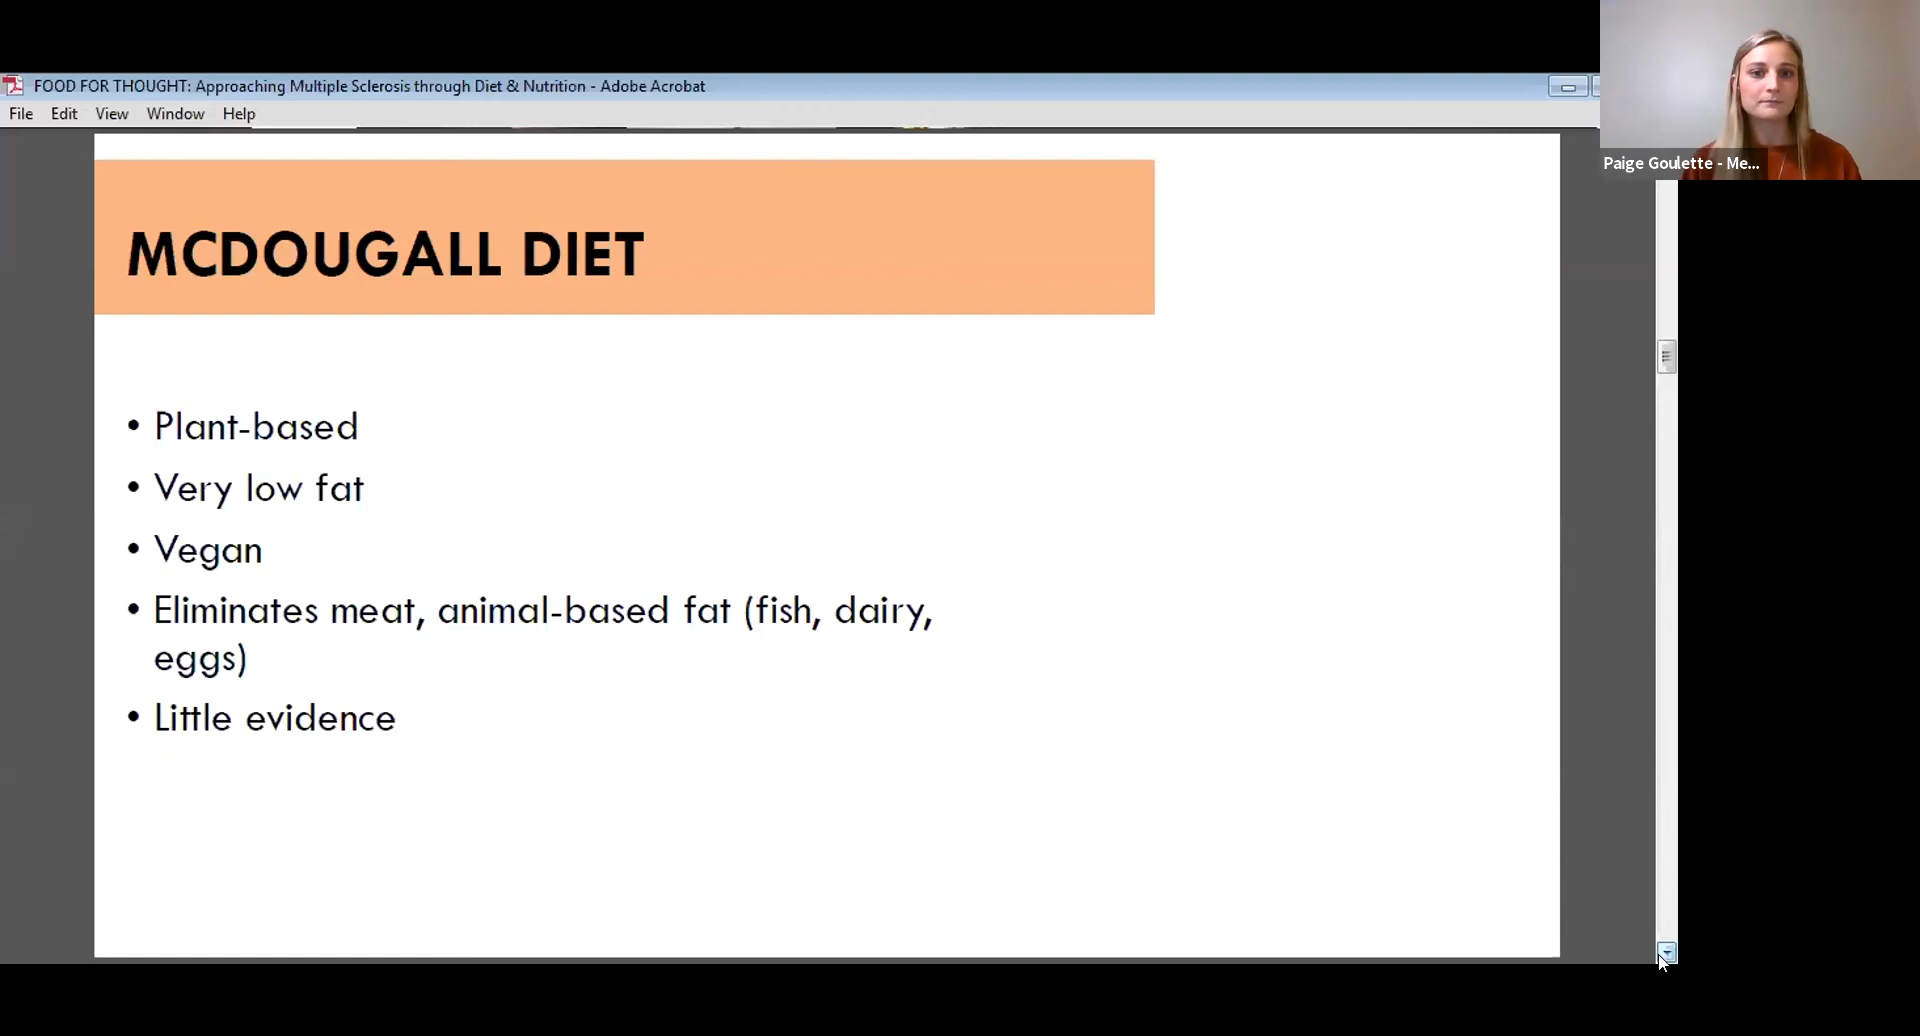 FOOD FOR THOUGHT: Approaching Multiple Sclerosis through Diet & Nutrition - Adobe Acrobat
File Edit View Window Help
Paige Goulette - Me...
MCDOUGALL DIET
• Plant-based
• Very low fat
• Vegan
• Eliminates meat, animal-based fat (fish, dairy,
eggs)
• Little evidence